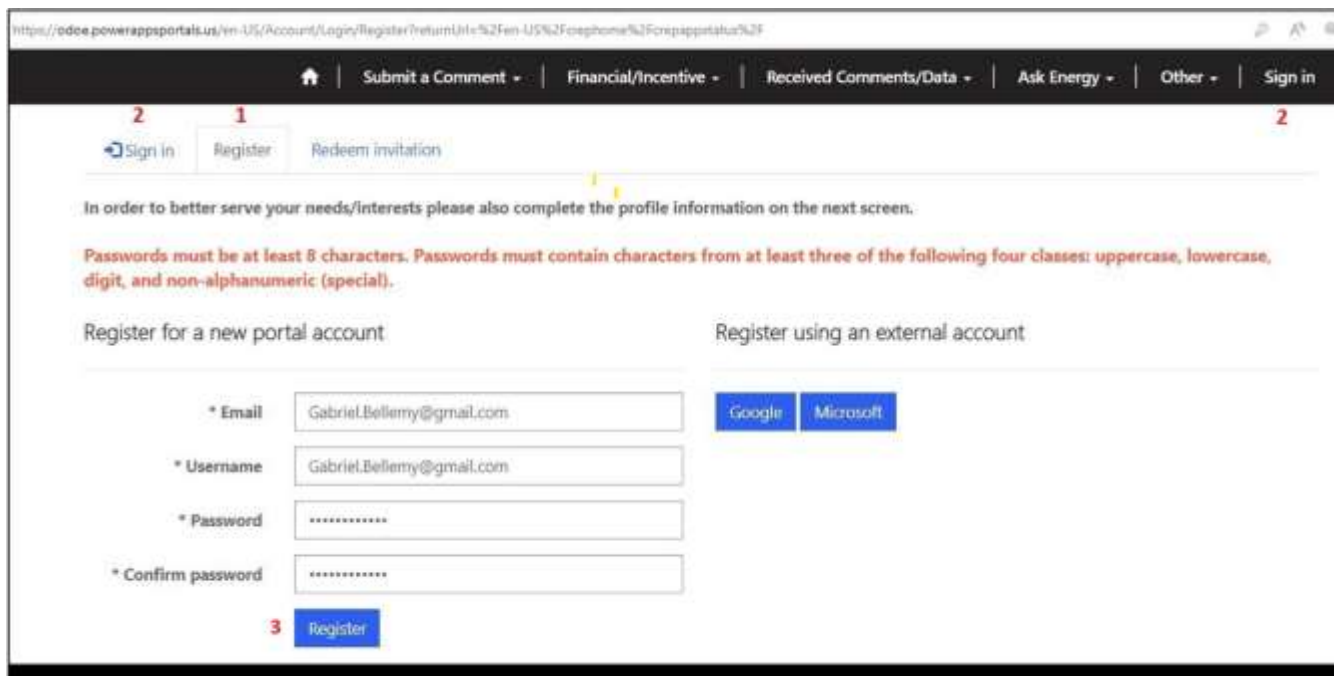 https://odoe.powerappsportals.us/en-US/Account/Login/Register?returnUrl=%2Fen-US%2Fcrephome%2Fcrepappstatus%2F
Submit a Comment | Financial/Incentive | Received Comments/Data | Ask Energy | Other | Sign in
2 1 2
Sign in Register Redeem invitation
In order to better serve your needs/interests please also complete the profile information on the next screen.
Passwords must be at least 8 characters. Passwords must contain characters from at least three of the following four classes: uppercase, lowercase,
digit, and non-alphanumeric (special).
Register for a new portal account Register using an external account
* Email Gabriel.Bellemy@gmail.com Google Microsoft
* Username Gabriel.Bellemy@gmail.com
* Password ••••••••••••
* Confirm password ••••••••••••
3 Register